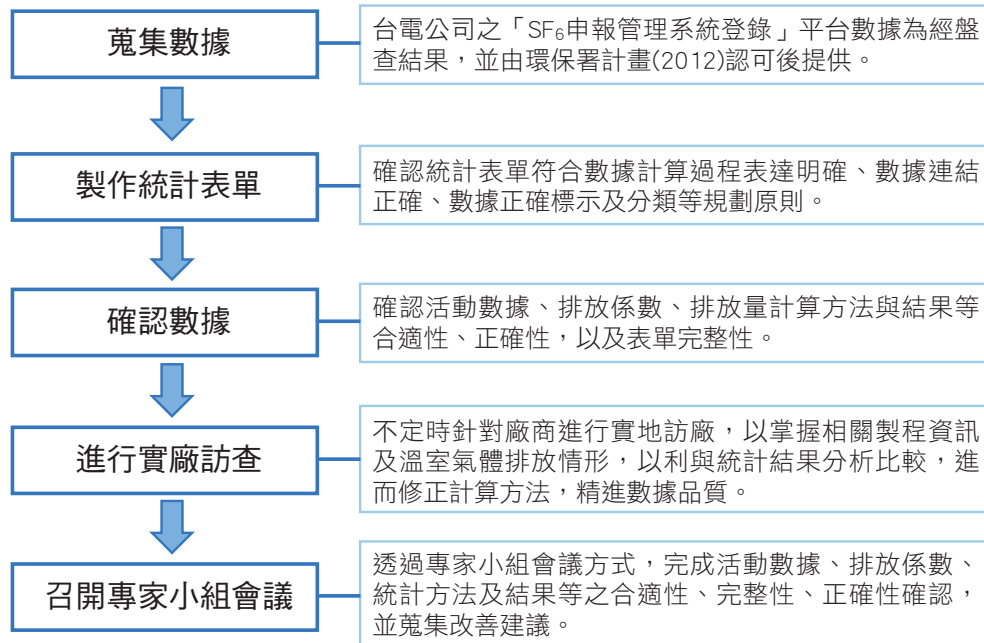 蒐集數據
台電公司之「SF₆申報管理系統登錄」平台數據為經盤
查結果，並由環保署計畫(2012)認可後提供。
製作統計表單
確認統計表單符合數據計算過程表達明確、數據連結
正確、數據正確標示及分類等規劃原則。
確認數據
確認活動數據、排放係數、排放量計算方法與結果等
合適性、正確性，以及表單完整性。
進行實廠訪查
不定時針對廠商進行實地訪廠，以掌握相關製程資訊
及溫室氣體排放情形，以利與統計結果分析比較，進
而修正計算方法，精進數據品質。
召開專家小組會議
透過專家小組會議方式，完成活動數據、排放係數、
統計方法及結果等之合適性、完整性、正確性確認，
並蒐集改善建議。